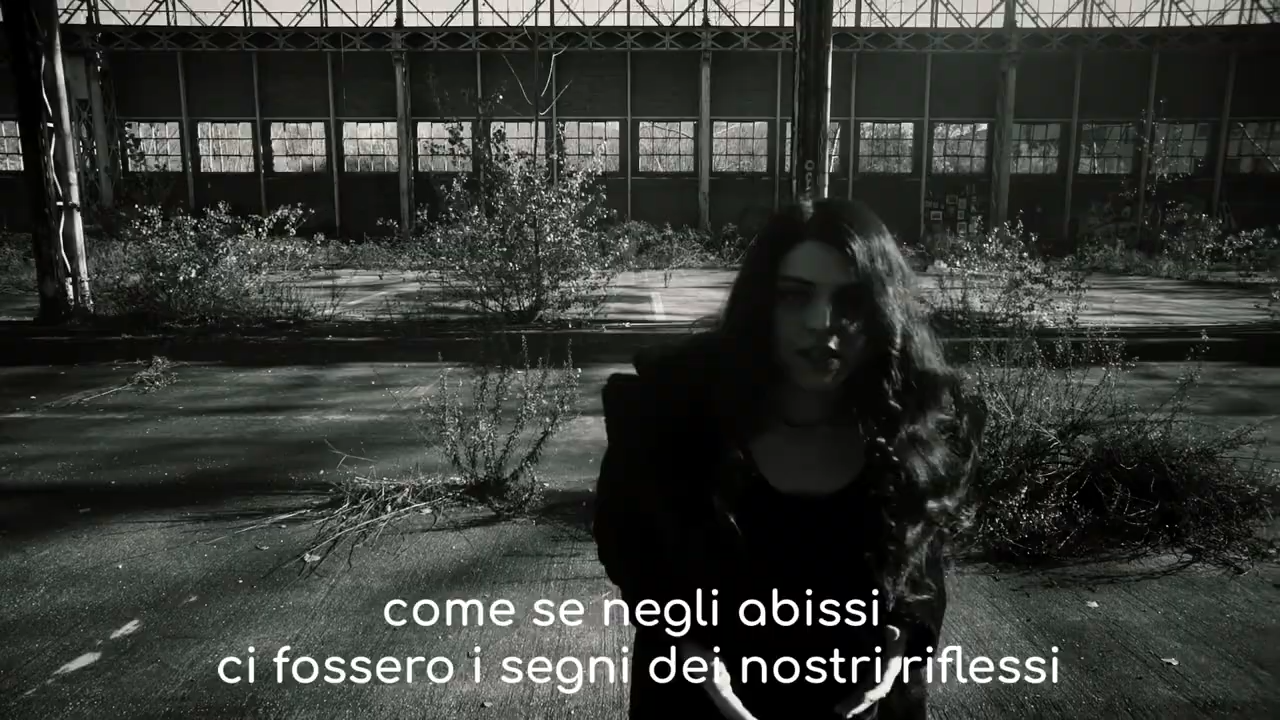 come se negli abissi
ci fossero i segni dei nostri riflessi